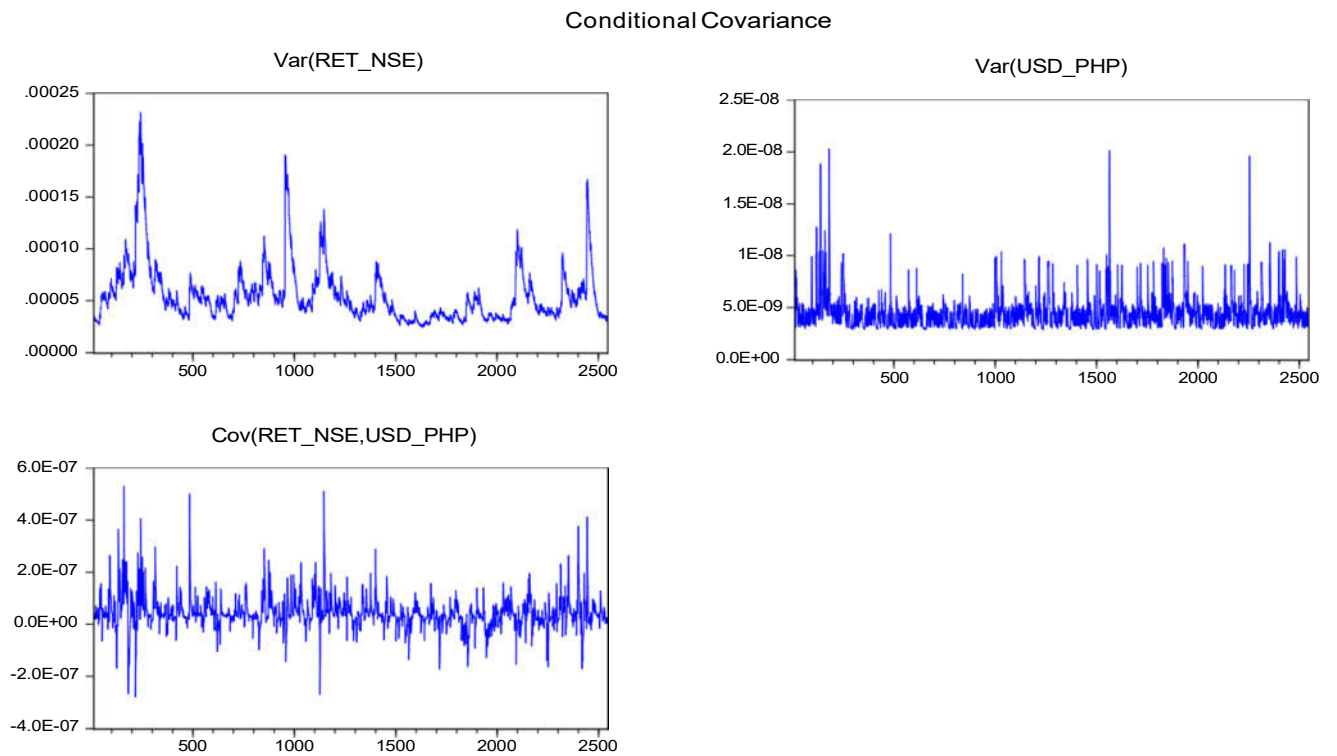 Conditional Covariance
Var(RET_NSE)
.00025
.00020
.00015
.00010
.00005
.00000
500 1000 1500 2000 2500
Var(USD_PHP)
2.5E-08
2.0E-08
1.5E-08
1.0E-08
5.0E-09
0.0E+00
500 1000 1500 2000 2500
Cov(RET_NSE,USD_PHP)
6.0E-07
4.0E-07
2.0E-07
0.0E+00
-2.0E-07
-4.0E-07
500 1000 1500 2000 2500